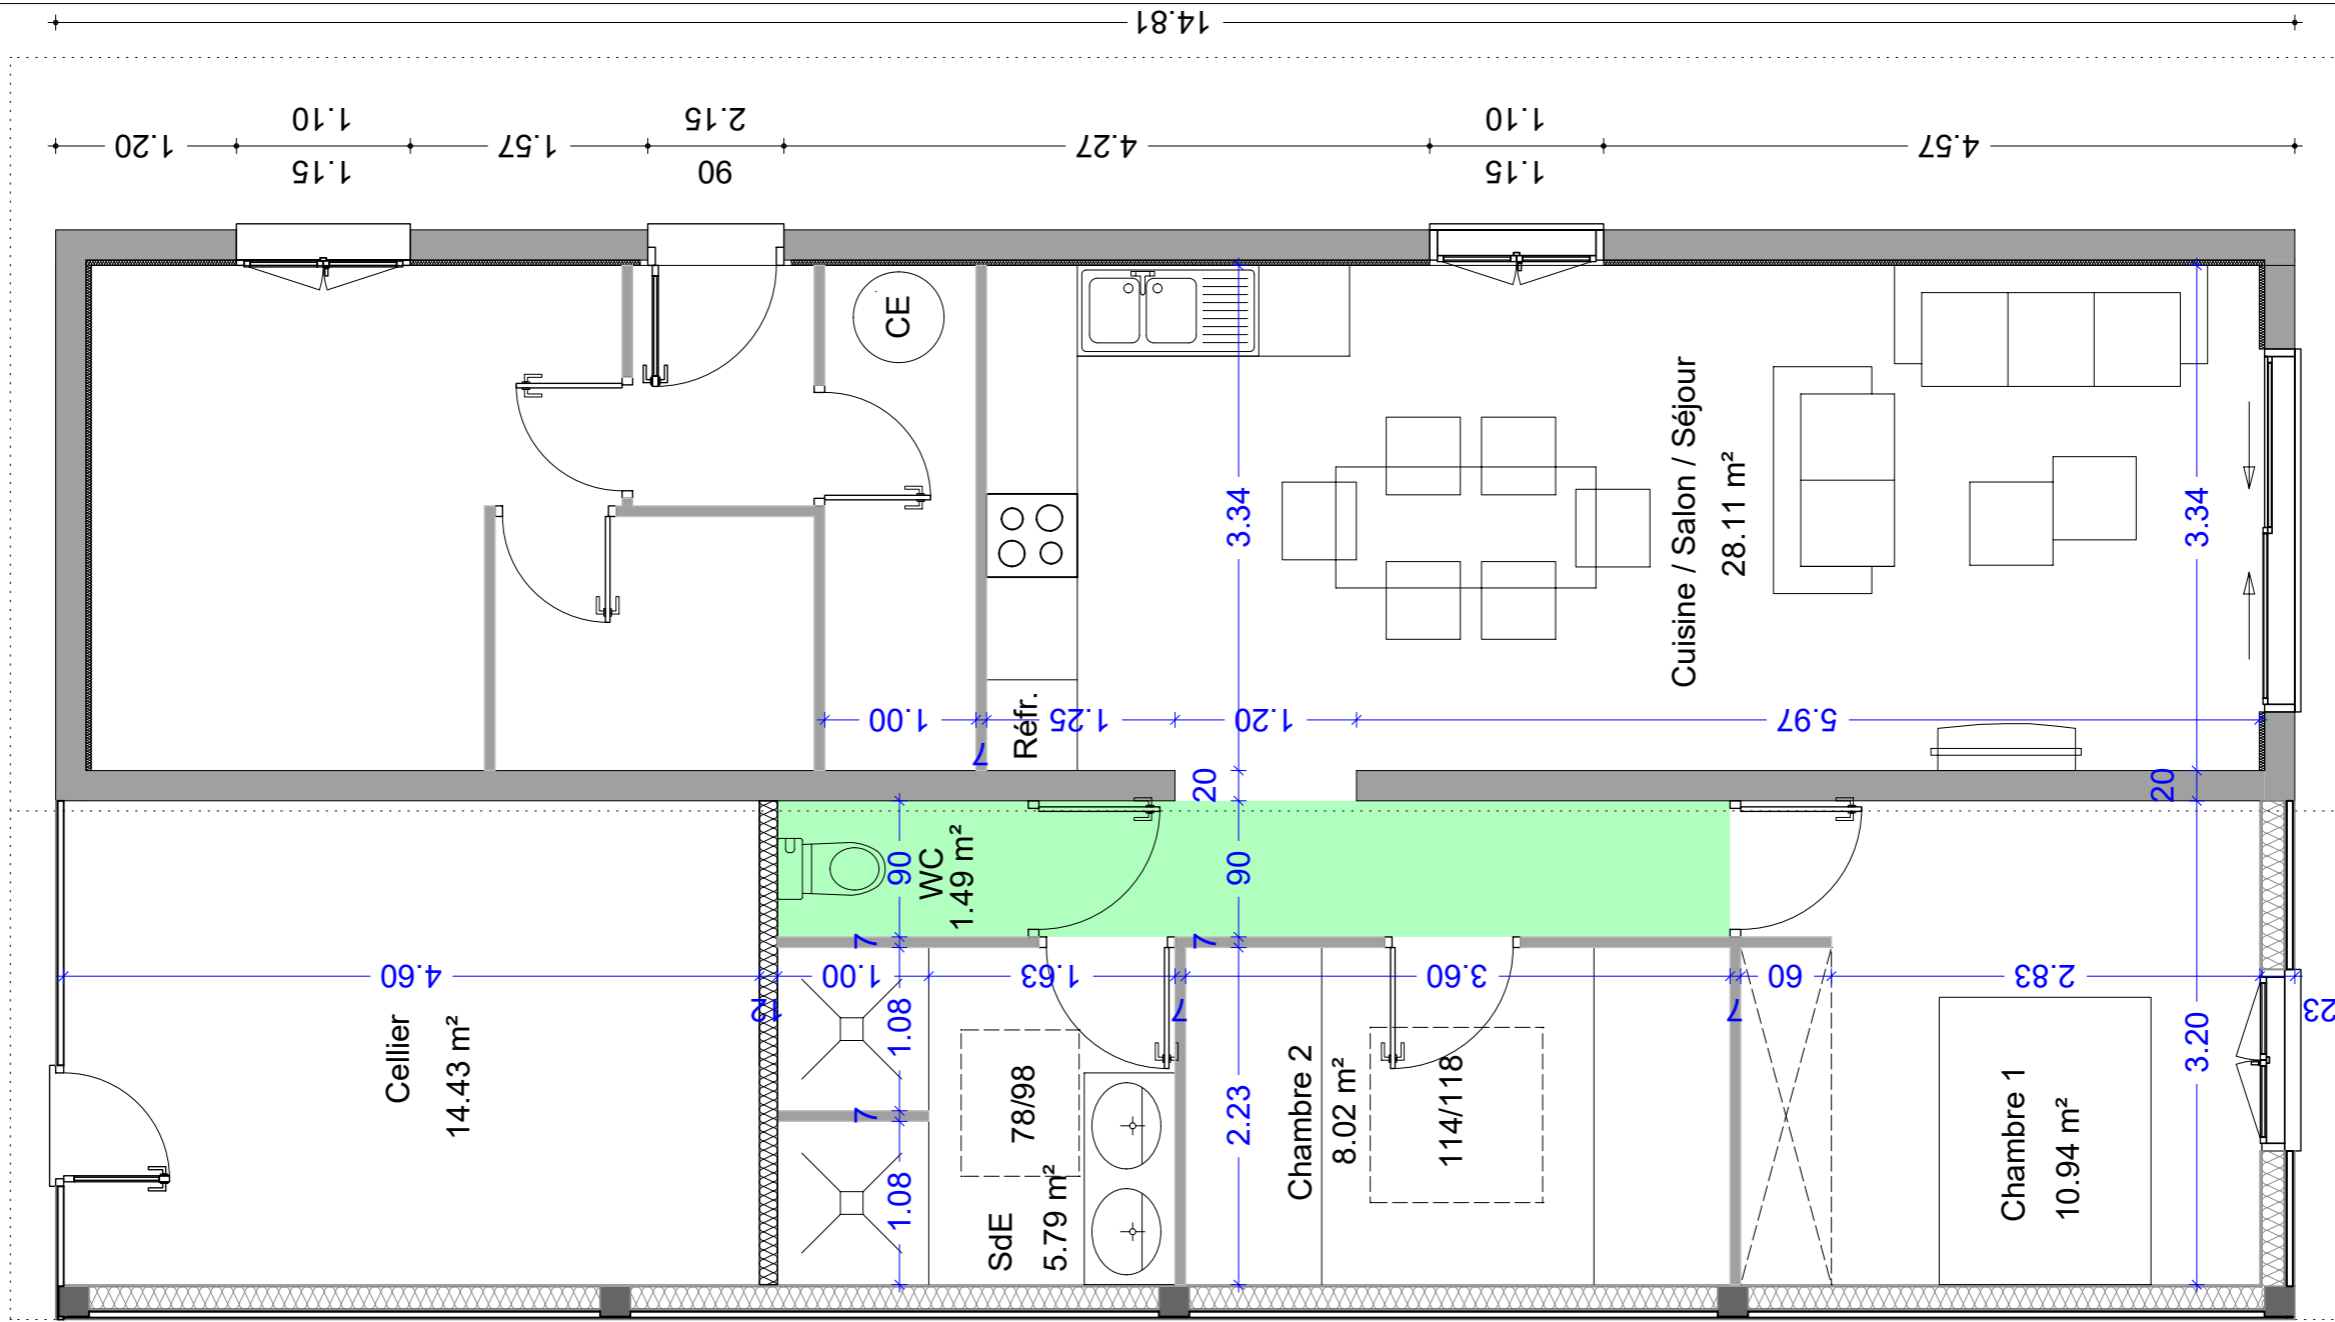 14.81
1.20
1.10
1.15
1.57
2.15
90
4.27
1.10
1.15
4.57
CE
3.34
Cuisine / Salon / Séjour
28.11 m²
3.34
Réfr.
1.00
7
1.25
1.20
5.97
20
20
WC
1.49 m²
90
90
7
7
4.60
12
1.00
1.63
7
3.60
7
60
2.83
23
Cellier
14.43 m²
1.08
7
1.08
78/98
SdE
5.79 m²
2.23
Chambre 2
8.02 m²
114/118
Chambre 1
10.94 m²
3.20